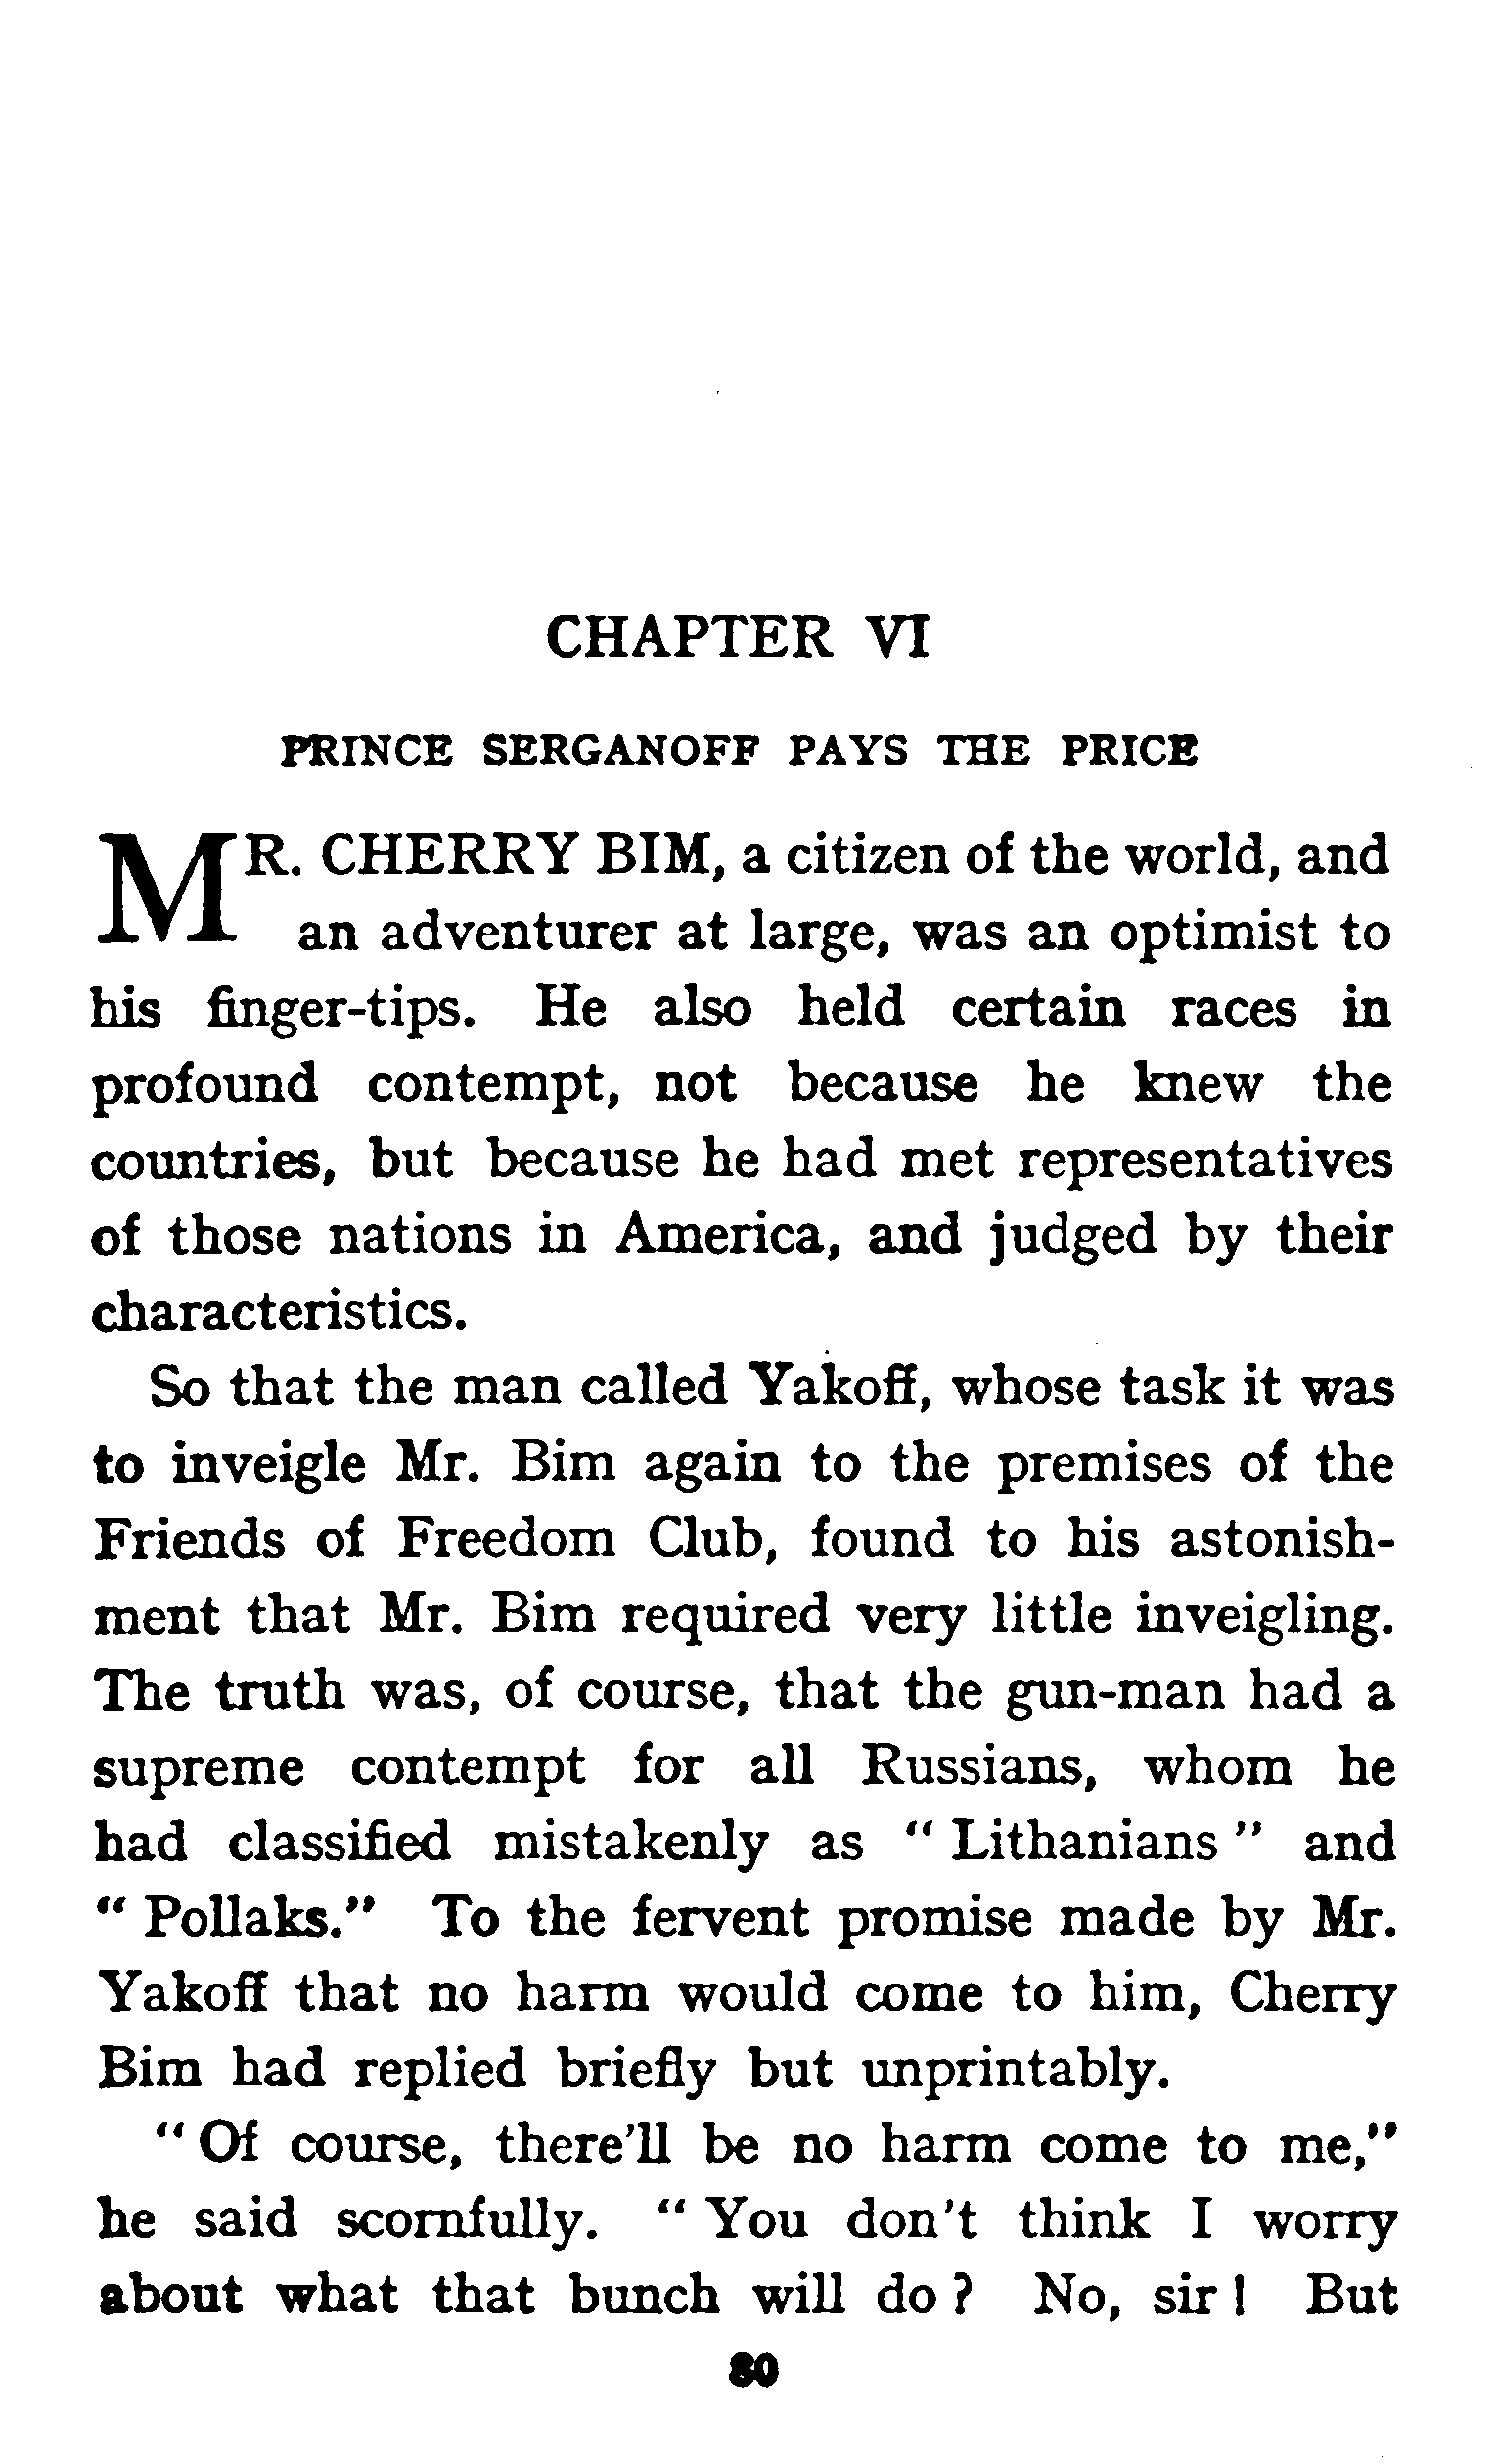 CHAPTER VI
PRINCE SERGANOFF PAYS THE PRICE
MR. CHERRY BIM, a citizen of the world, and
an adventurer at large, was an optimist to
his finger-tips. He also held certain races in
profound contempt, not because he knew the
countries, but because he had met representatives
of those nations in America, and judged by their
characteristics.
So that the man called Yakoff, whose task it was
to inveigle Mr. Bim again to the premises of the
Friends of Freedom Club, found to his astonish-
ment that Mr. Bim required very little inveigling.
The truth was, of course, that the gun-man had a
supreme contempt for all Russians, whom he
had classified mistakenly as " Lithanians " and
" Pollaks." To the fervent promise made by Mr.
Yakoff that no harm would come to him, Cherry
Bim had replied briefly but unprintably.
" Of course, there'll be no harm come to me,"
he said scornfully. " You don't think I worry
about what that bunch will do ? No, sir ! But
80